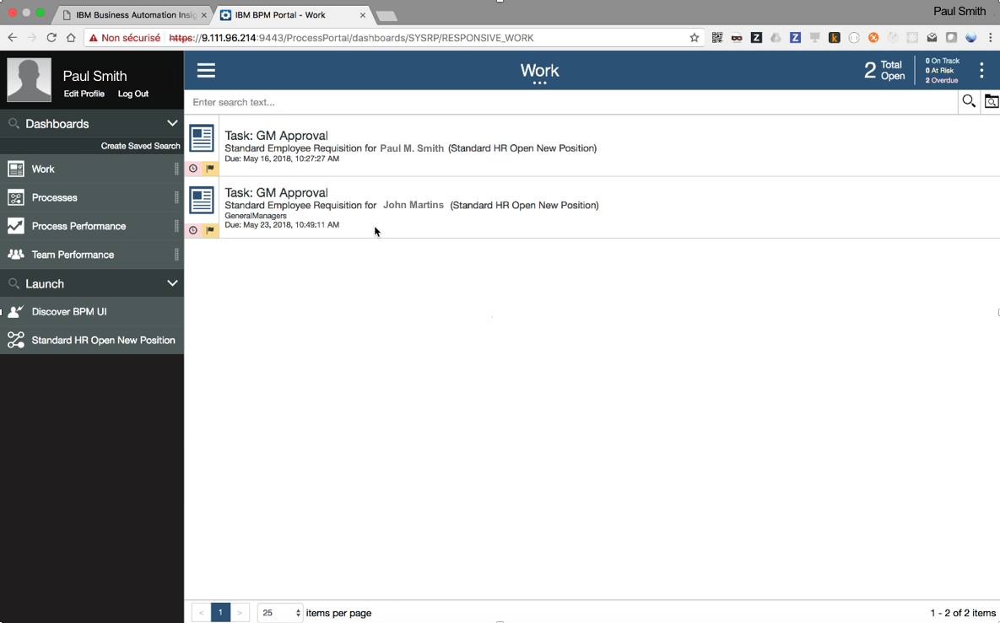 IBM Business Automation Insig
IBM BPM Portal - Work
Paul Smith
Non sécurisé https://9.111.96.214:9443/ProcessPortal/dashboards/SYSRP/RESPONSIVE_WORK
Paul Smith
Edit Profile Log Out
Work
2 Total Open
0 On Track
0 At Risk
2 Overdue
Enter search text...
Dashboards
Create Saved Search
Work
Processes
Process Performance
Team Performance
Launch
Discover BPM UI
Standard HR Open New Position
Task: GM Approval
Standard Employee Requisition for Paul M. Smith (Standard HR Open New Position)
Due: May 16, 2018, 10:27:27 AM
Task: GM Approval
Standard Employee Requisition for John Martins (Standard HR Open New Position)
GeneralManagers
Due: May 23, 2018, 10:49:11 AM
< 1 > 25 items per page
1 - 2 of 2 items